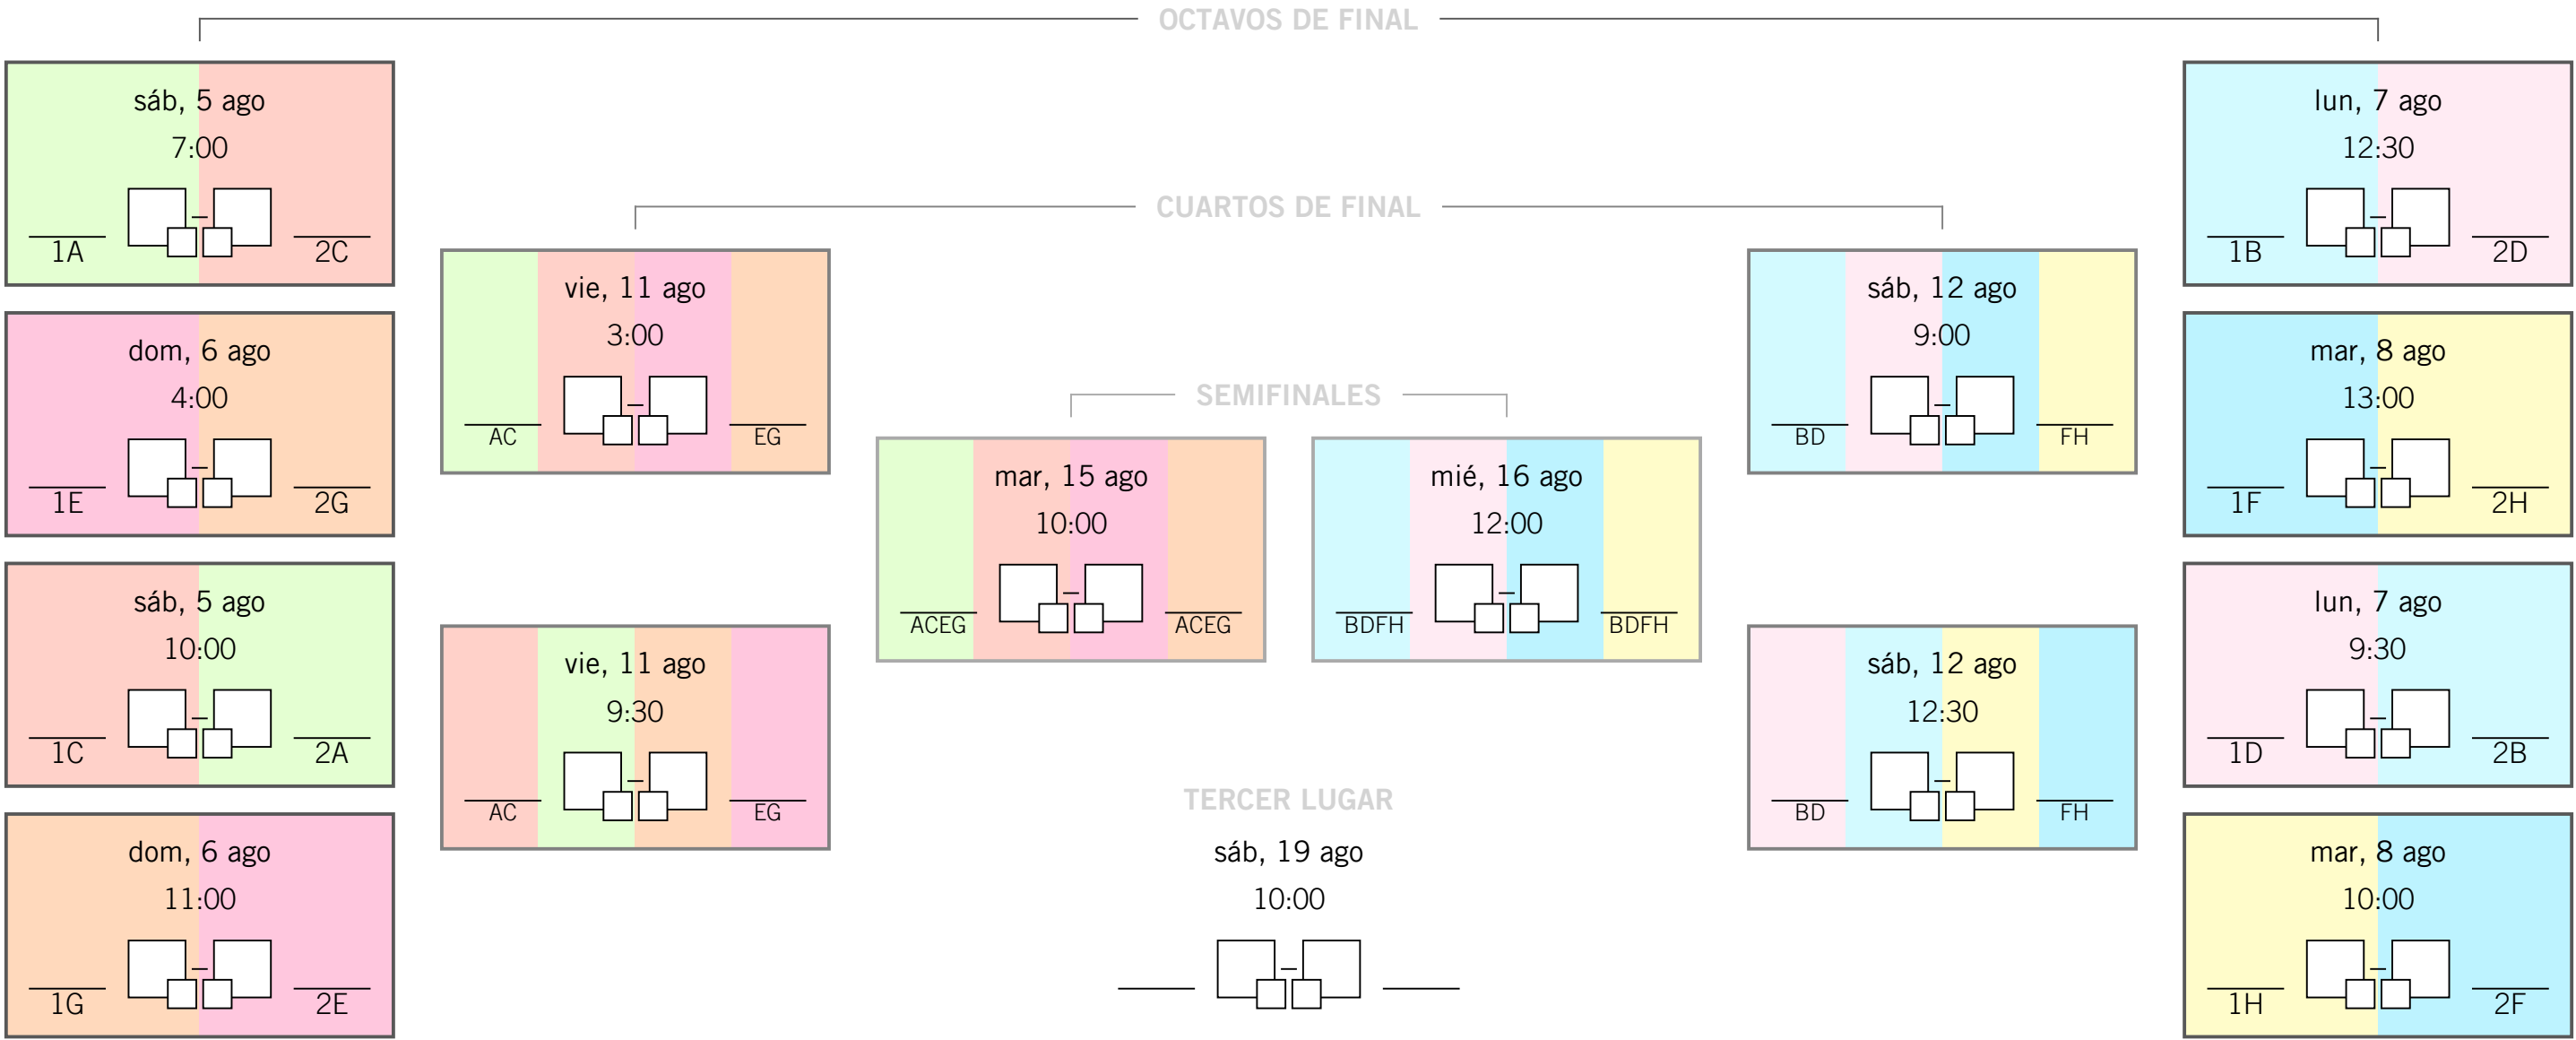 OCTAVOS DE FINAL
sáb, 5 ago
7:00
1A 2C
dom, 6 ago
4:00
1E 2G
sáb, 5 ago
10:00
1C 2A
dom, 6 ago
11:00
1G 2E
CUARTOS DE FINAL
vie, 11 ago
3:00
AC EG
vie, 11 ago
9:30
AC EG
SEMIFINALES
mar, 15 ago
10:00
ACEG ACEG
mié, 16 ago
12:00
BDFH BDFH
TERCER LUGAR
sáb, 19 ago
10:00
sáb, 12 ago
9:00
BD FH
sáb, 12 ago
12:30
BD FH
lun, 7 ago
12:30
1B 2D
mar, 8 ago
13:00
1F 2H
lun, 7 ago
9:30
1D 2B
mar, 8 ago
10:00
1H 2F